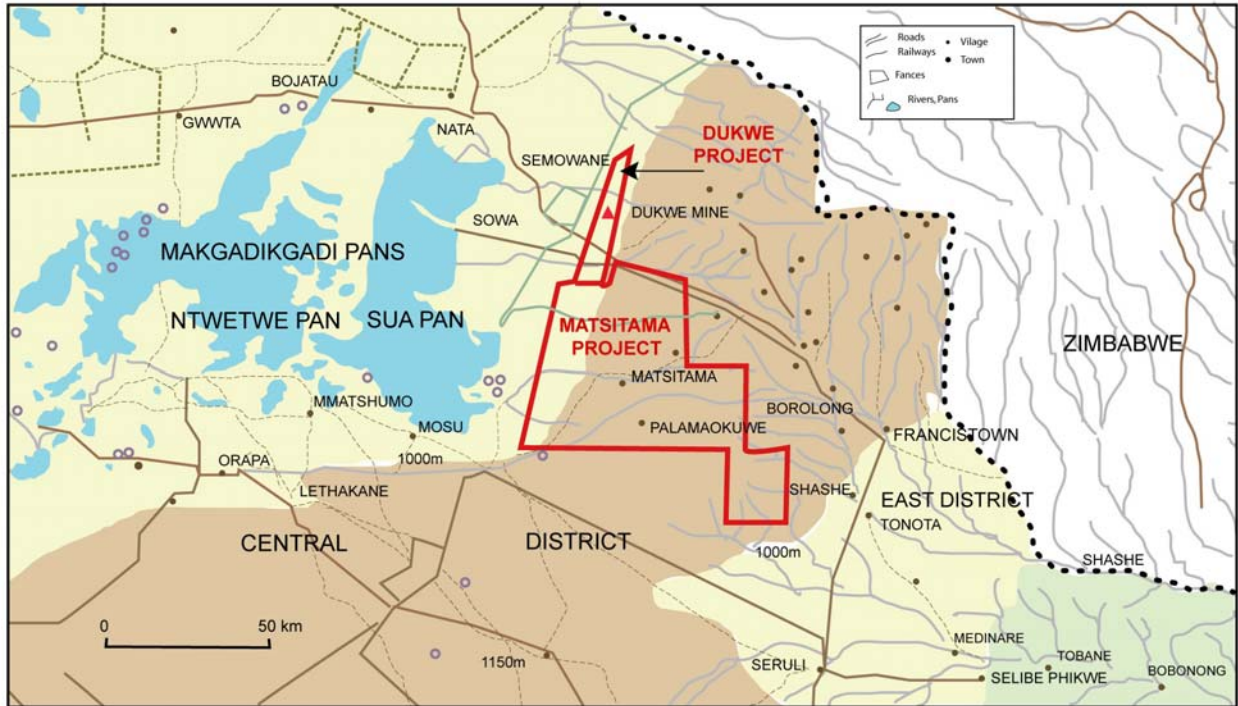 Roads
Railways
Vilage
Town
Fances
Rivers, Pans
BOJATAU
GWWTA
NATA
DUKWE
PROJECT
SEMOWANE
SOWA
DUKWE MINE
MAKGADIKGADI PANS
NTWETWE PAN
SUA PAN
MATSITAMA
PROJECT
ZIMBABWE
MATSITAMA
MMATSHUMO
MOSU
BOROLONG
PALAMAOKUWE
FRANCISTOWN
1000m
ORAPA
LETHAKANE
SHASHE
EAST DISTRICT
TONOTA
CENTRAL
DISTRICT
1000m
SHASHE
0
50 km
1150m
MEDINARE
SERULI
TOBANE
SELIBE PHIKWE
BOBONONG